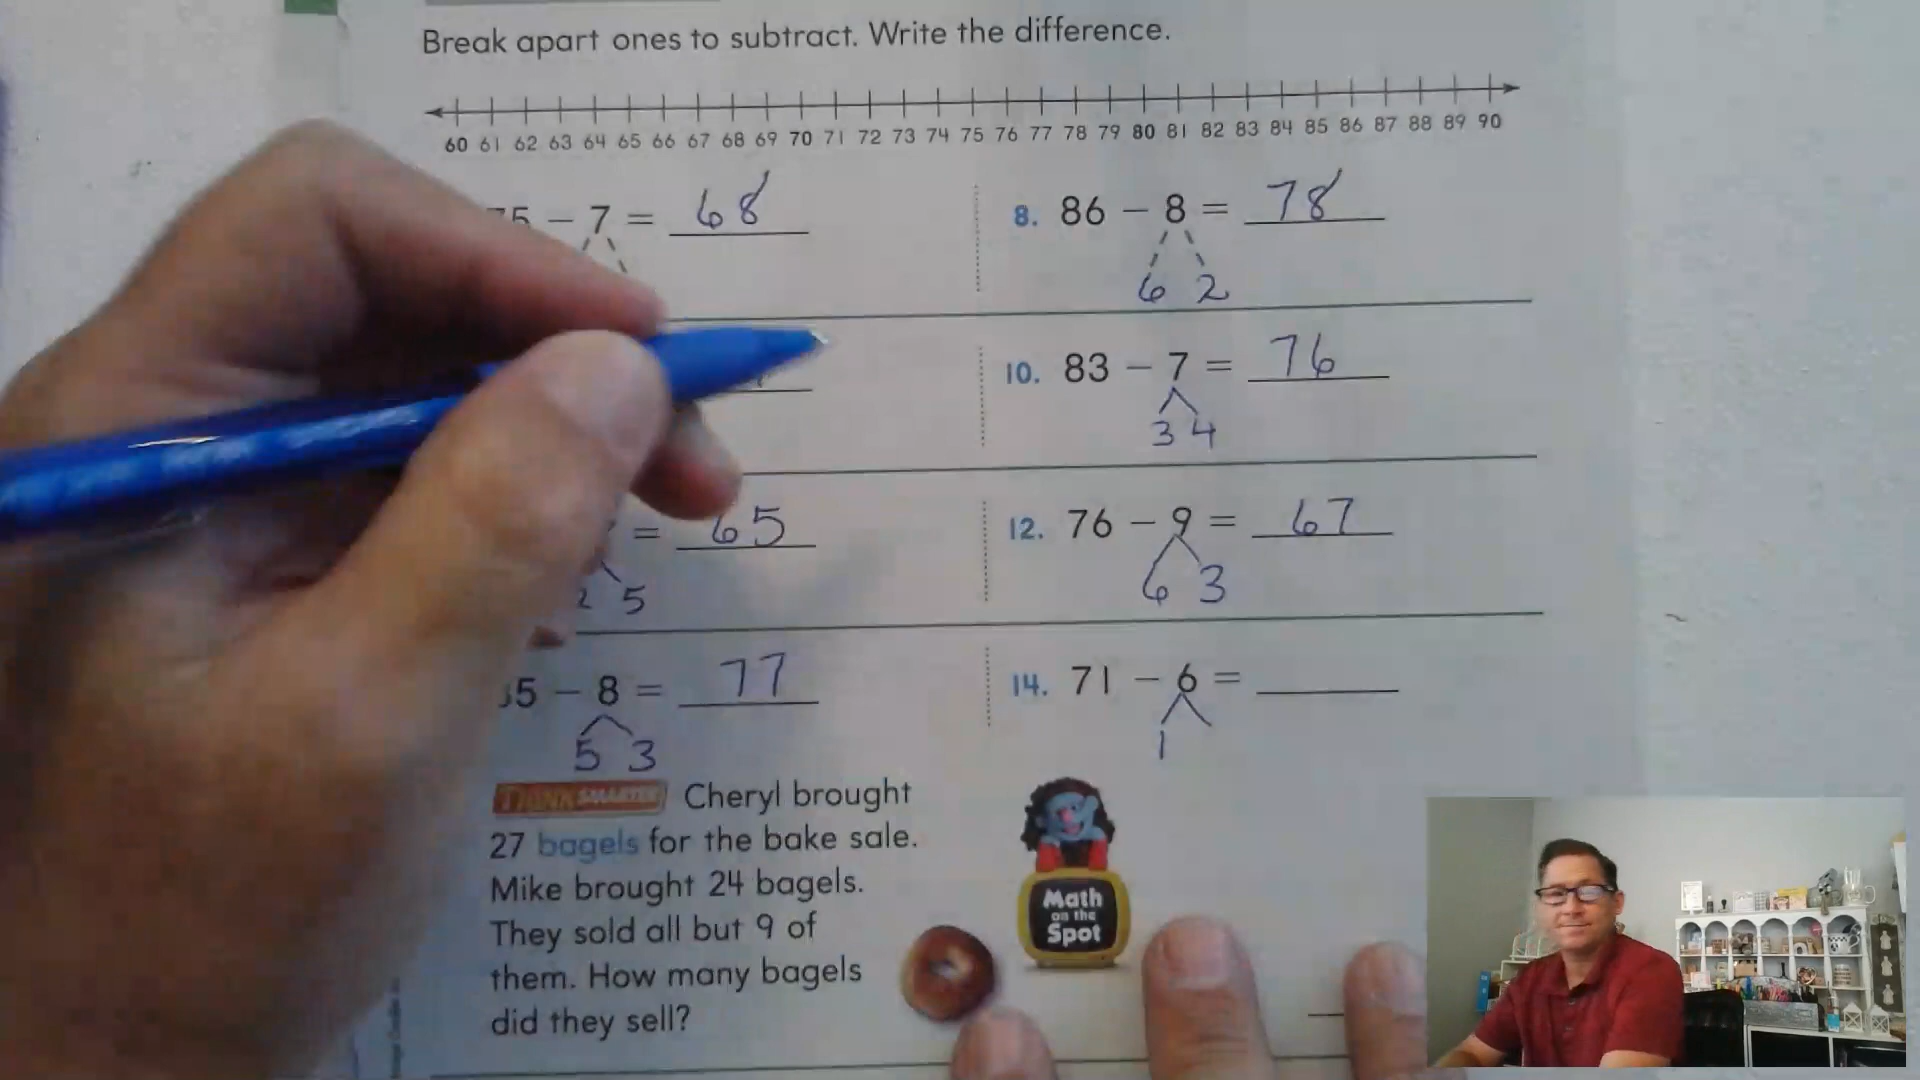 Break apart ones to subtract. Write the difference.
60 61 62 63 64 65 66 67 68 69 70 71 72 73 74 75 76 77 78 79 80 81 82 83 84 85 86 87 88 89 90
5 − 7 = 68
8. 86 − 8 = 78
6 2
10. 83 − 7 = 76
3 4
= 65
2 5
12. 76 − 9 = 67
6 3
5 − 8 = 77
5 3
14. 71 − 6 =
1
THINK SMARTER Cheryl brought
27 bagels for the bake sale.
Mike brought 24 bagels.
They sold all but 9 of
them. How many bagels
did they sell?
Math
on the
Spot